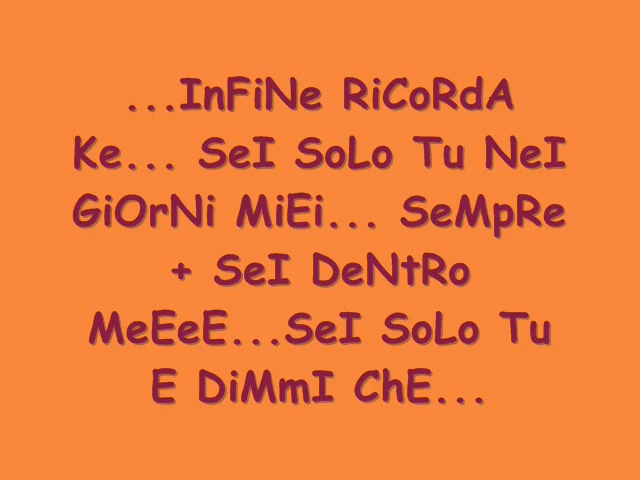 ...InFiNe RiCoRdA
Ke... SeI SoLo Tu NeI
GiOrNi MiEi... SeMpRe
+ SeI DeNtRo
MeEeE...SeI SoLo Tu
E DiMmI ChE...